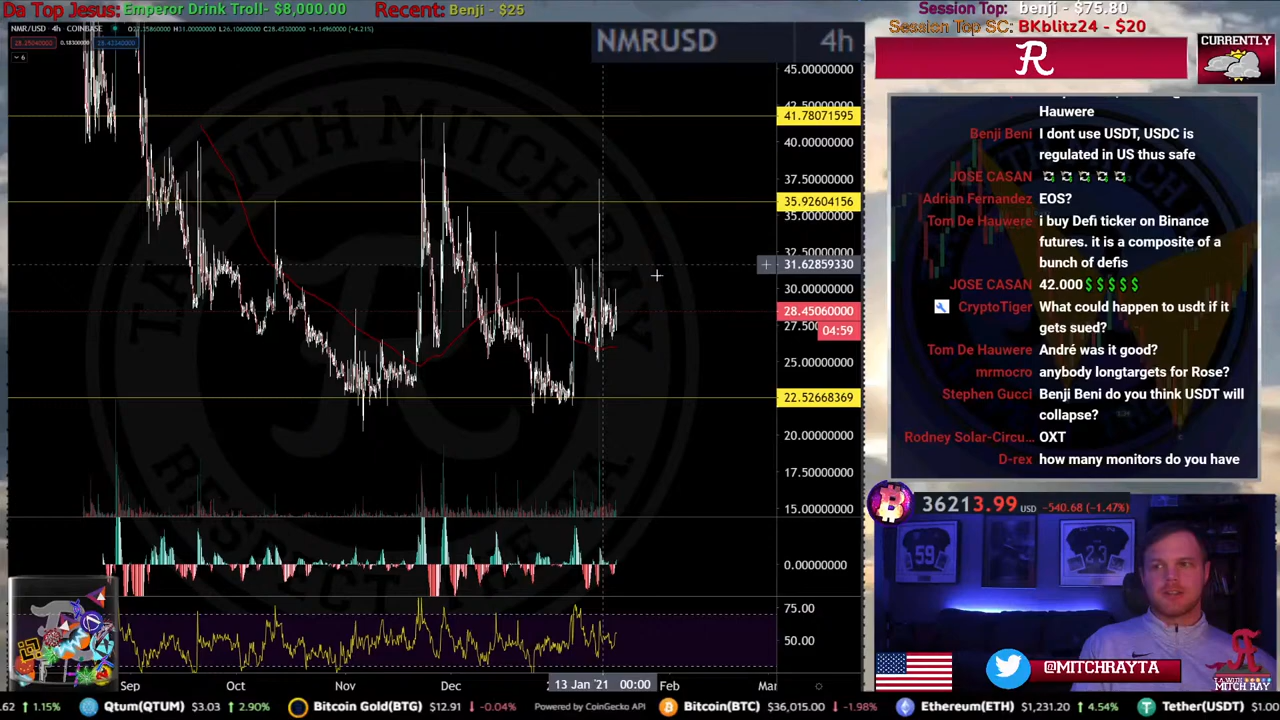 Da Top Jesus: Emperor Drink Troll- $8,000.00
Recent: Benji - $25
Session Top: benji - $75.80
Session Top SC: BKblitz24 - $20
NMR/USD 4h COINBASE
NMRUSD 4h
45.00000000
42.50000000
41.78071595
40.00000000
37.50000000
35.92604156
35.00000000
32.50000000
31.62859330
30.00000000
28.45060000
04:59
25.00000000
22.52668369
20.00000000
17.50000000
15.00000000
0.00000000
75.00
50.00
Sep
Oct
Nov
Dec
13 Jan '21 00:00
Feb
Mar
R
CURRENTLY
Hauwere
Benji Beni I dont use USDT, USDC is
regulated in US thus safe
JOSE CASAN
Adrian Fernandez EOS?
Tom De Hauwere i buy Defi ticker on Binance
futures. it is a composite of a
bunch of defis
JOSE CASAN 42.000💲💲💲💲💲
CryptoTiger What could happen to usdt if it
gets sued?
Tom De Hauwere André was it good?
mrmocro anybody longtargets for Rose?
Stephen Gucci Benji Beni do you think USDT will
collapse?
Rodney Solar-Circu... OXT
D-rex how many monitors do you have
36213.99 USD -540.68 (-1.47%)
59
23
@MITCHRAYTA
MITCH RAY
.62 1.15%
Qtum(QTUM) $3.03 2.90%
Bitcoin Gold(BTG) $12.91 -0.04%
Powered by CoinGecko API
Bitcoin(BTC) $36,015.00 -1.98%
Ethereum(ETH) $1,231.20 4.54%
Tether(USDT) $1.00